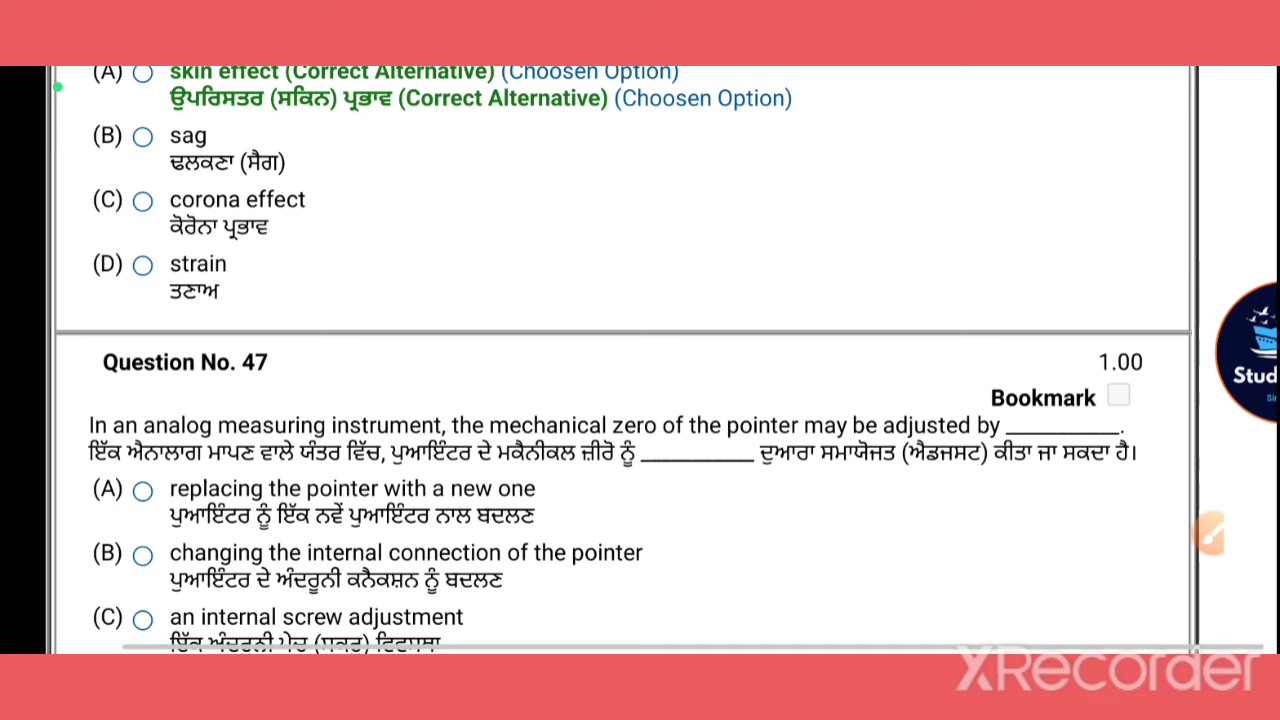 (A) skin effect (Correct Alternative) (Choosen Option)
ਉਪਰਿਸਤਰ (ਸਕਿਨ) ਪ੍ਰਭਾਵ (Correct Alternative) (Choosen Option)
(B) sag
ਢਲਕਣਾ (ਸੈਗ)
(C) corona effect
ਕੋਰੋਨਾ ਪ੍ਰਭਾਵ
(D) strain
ਤਣਾਅ
Question No. 47 1.00
Bookmark
In an analog measuring instrument, the mechanical zero of the pointer may be adjusted by __________.
ਇੱਕ ਐਨਾਲਾਗ ਮਾਪਣ ਵਾਲੇ ਯੰਤਰ ਵਿੱਚ, ਪੁਆਇੰਟਰ ਦੇ ਮਕੈਨੀਕਲ ਜ਼ੀਰੋ ਨੂੰ __________ ਦੁਆਰਾ ਸਮਾਯੋਜਤ (ਐਡਜਸਟ) ਕੀਤਾ ਜਾ ਸਕਦਾ ਹੈ।
(A) replacing the pointer with a new one
ਪੁਆਇੰਟਰ ਨੂੰ ਇੱਕ ਨਵੇਂ ਪੁਆਇੰਟਰ ਨਾਲ ਬਦਲਣ
(B) changing the internal connection of the pointer
ਪੁਆਇੰਟਰ ਦੇ ਅੰਦਰੂਨੀ ਕਨੈਕਸ਼ਨ ਨੂੰ ਬਦਲਣ
(C) an internal screw adjustment
ਇੱਕ ਅੰਦਰੂਨੀ ਪੇਚ (ਸਕਰੂ)
Stud
XRecorder